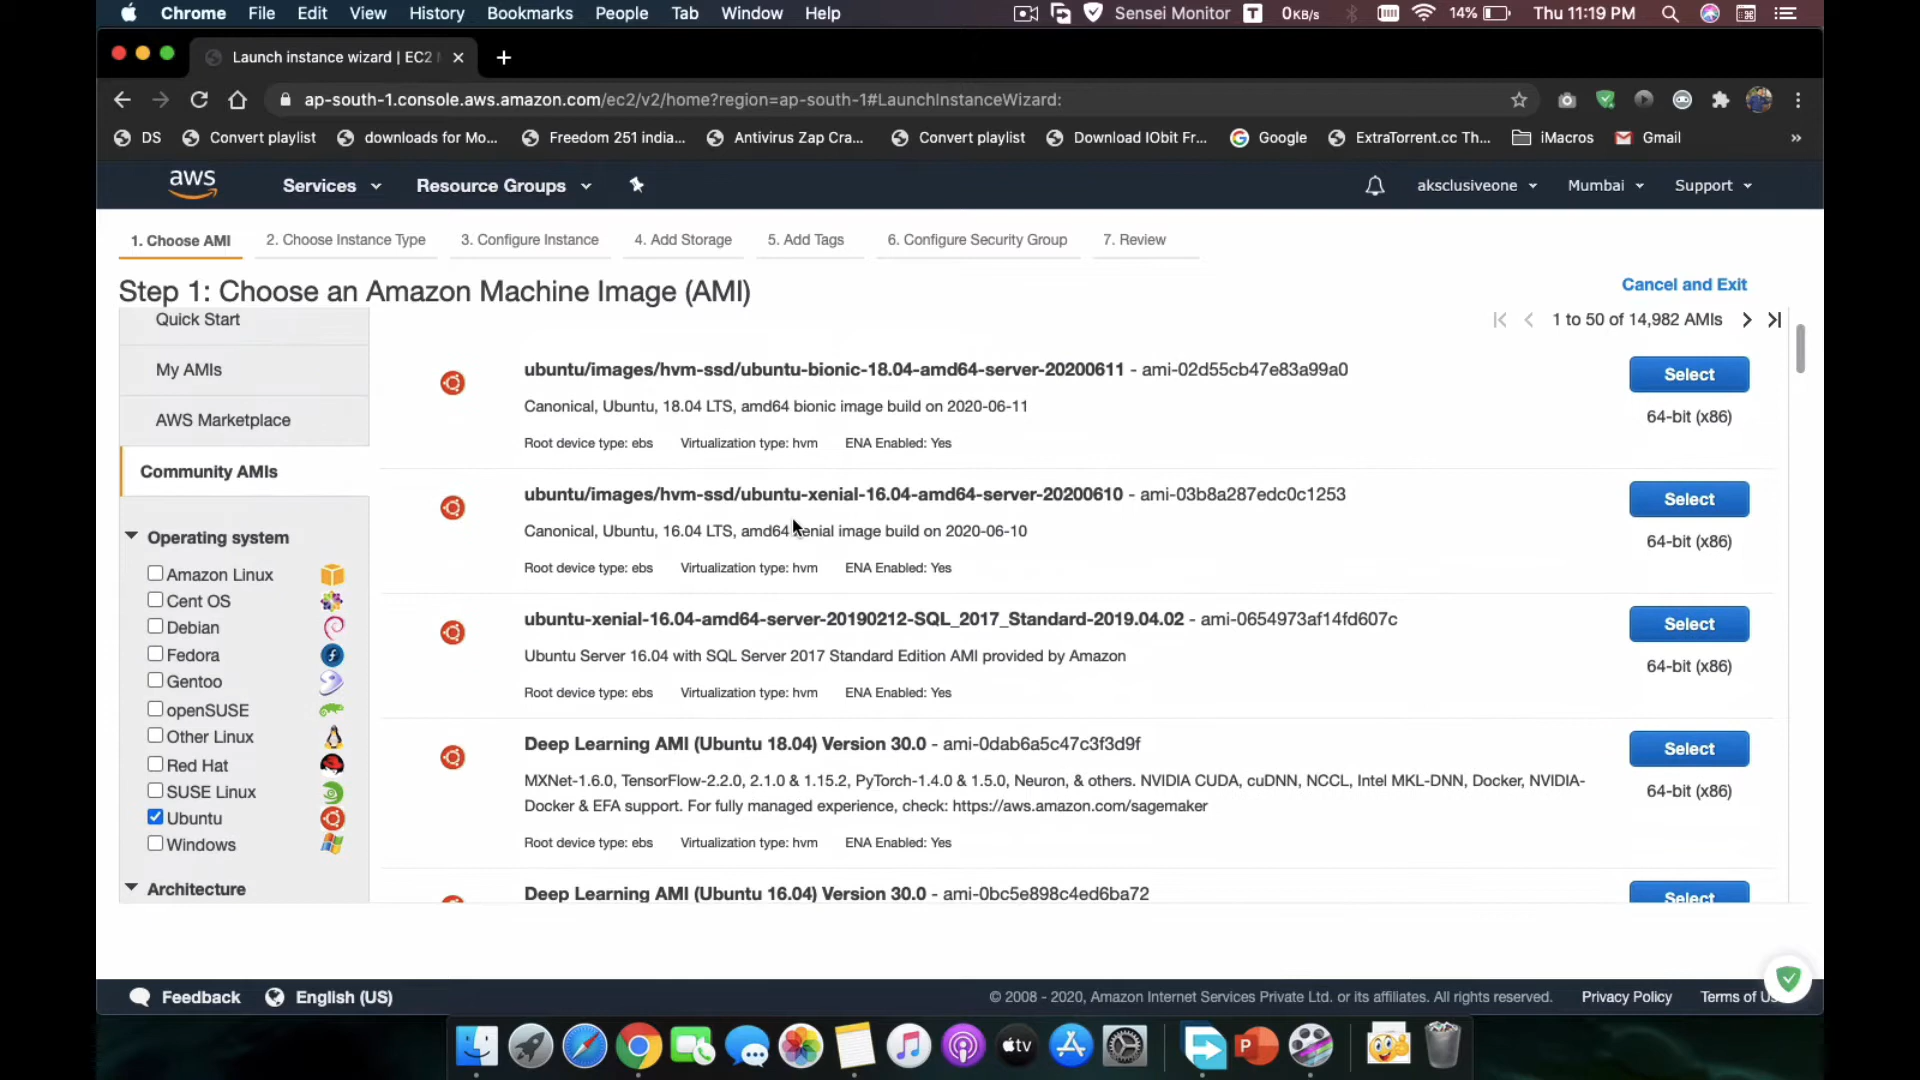 Chrome File Edit View History Bookmarks People Tab Window Help Sensei Monitor T 0KB/s 14% Thu 11:19 PM
Launch instance wizard | EC2
ap-south-1.console.aws.amazon.com/ec2/v2/home?region=ap-south-1#LaunchInstanceWizard:
DS Convert playlist downloads for Mo... Freedom 251 india... Antivirus Zap Cra... Convert playlist Download IObit Fr... Google ExtraTorrent.cc Th... iMacros Gmail »
aws Services Resource Groups aksclusiveone Mumbai Support
1. Choose AMI 2. Choose Instance Type 3. Configure Instance 4. Add Storage 5. Add Tags 6. Configure Security Group 7. Review
Step 1: Choose an Amazon Machine Image (AMI) Cancel and Exit
Quick Start
My AMIs
AWS Marketplace
Community AMIs
Operating system
Amazon Linux
Cent OS
Debian
Fedora
Gentoo
openSUSE
Other Linux
Red Hat
SUSE Linux
Ubuntu
Windows
Architecture
1 to 50 of 14,982 AMIs
ubuntu/images/hvm-ssd/ubuntu-bionic-18.04-amd64-server-20200611 - ami-02d55cb47e83a99a0 Select
Canonical, Ubuntu, 18.04 LTS, amd64 bionic image build on 2020-06-11 64-bit (x86)
Root device type: ebs Virtualization type: hvm ENA Enabled: Yes
ubuntu/images/hvm-ssd/ubuntu-xenial-16.04-amd64-server-20200610 - ami-03b8a287edc0c1253 Select
Canonical, Ubuntu, 16.04 LTS, amd64 xenial image build on 2020-06-10 64-bit (x86)
Root device type: ebs Virtualization type: hvm ENA Enabled: Yes
ubuntu-xenial-16.04-amd64-server-20190212-SQL_2017_Standard-2019.04.02 - ami-0654973af14fd607c Select
Ubuntu Server 16.04 with SQL Server 2017 Standard Edition AMI provided by Amazon 64-bit (x86)
Root device type: ebs Virtualization type: hvm ENA Enabled: Yes
Deep Learning AMI (Ubuntu 18.04) Version 30.0 - ami-0dab6a5c47c3f3d9f Select
MXNet-1.6.0, TensorFlow-2.2.0, 2.1.0 & 1.15.2, PyTorch-1.4.0 & 1.5.0, Neuron, & others. NVIDIA CUDA, cuDNN, NCCL, Intel MKL-DNN, Docker, NVIDIA- 64-bit (x86)
Docker & EFA support. For fully managed experience, check: https://aws.amazon.com/sagemaker
Root device type: ebs Virtualization type: hvm ENA Enabled: Yes
Deep Learning AMI (Ubuntu 16.04) Version 30.0 - ami-0bc5e898c4ed6ba72 Select
Feedback English (US) © 2008 - 2020, Amazon Internet Services Private Ltd. or its affiliates. All rights reserved. Privacy Policy Terms of
tv P